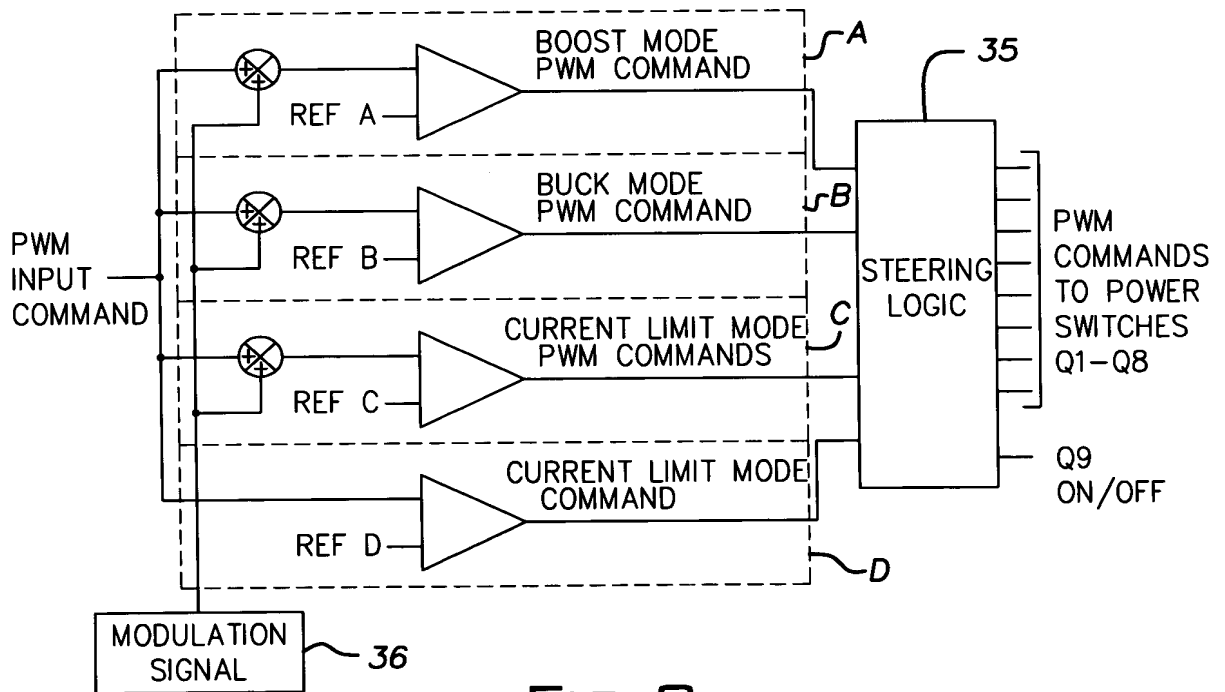 BOOST MODE
PWM COMMAND
A
35
REF A
BUCK MODE
PWM COMMAND
B
REF B
PWM
INPUT
COMMAND
CURRENT LIMIT MODE
PWM COMMANDS
C
REF C
CURRENT LIMIT MODE
COMMAND
REF D
D
STEERING
LOGIC
PWM
COMMANDS
TO POWER
SWITCHES
Q1-Q8
Q9
ON/OFF
MODULATION
SIGNAL
36